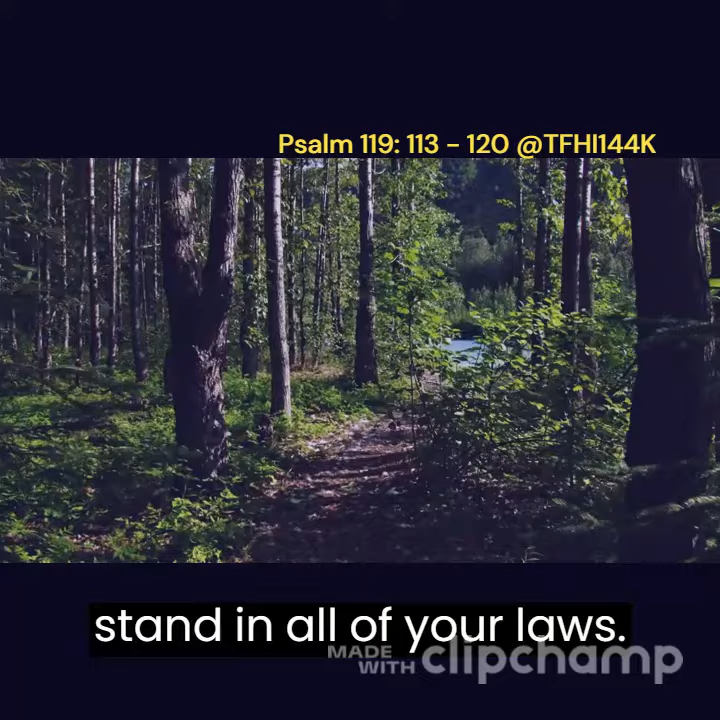 Psalm 119: 113 - 120 @TFHI144K
stand in all of your laws.
MADE
WITH clipchamp